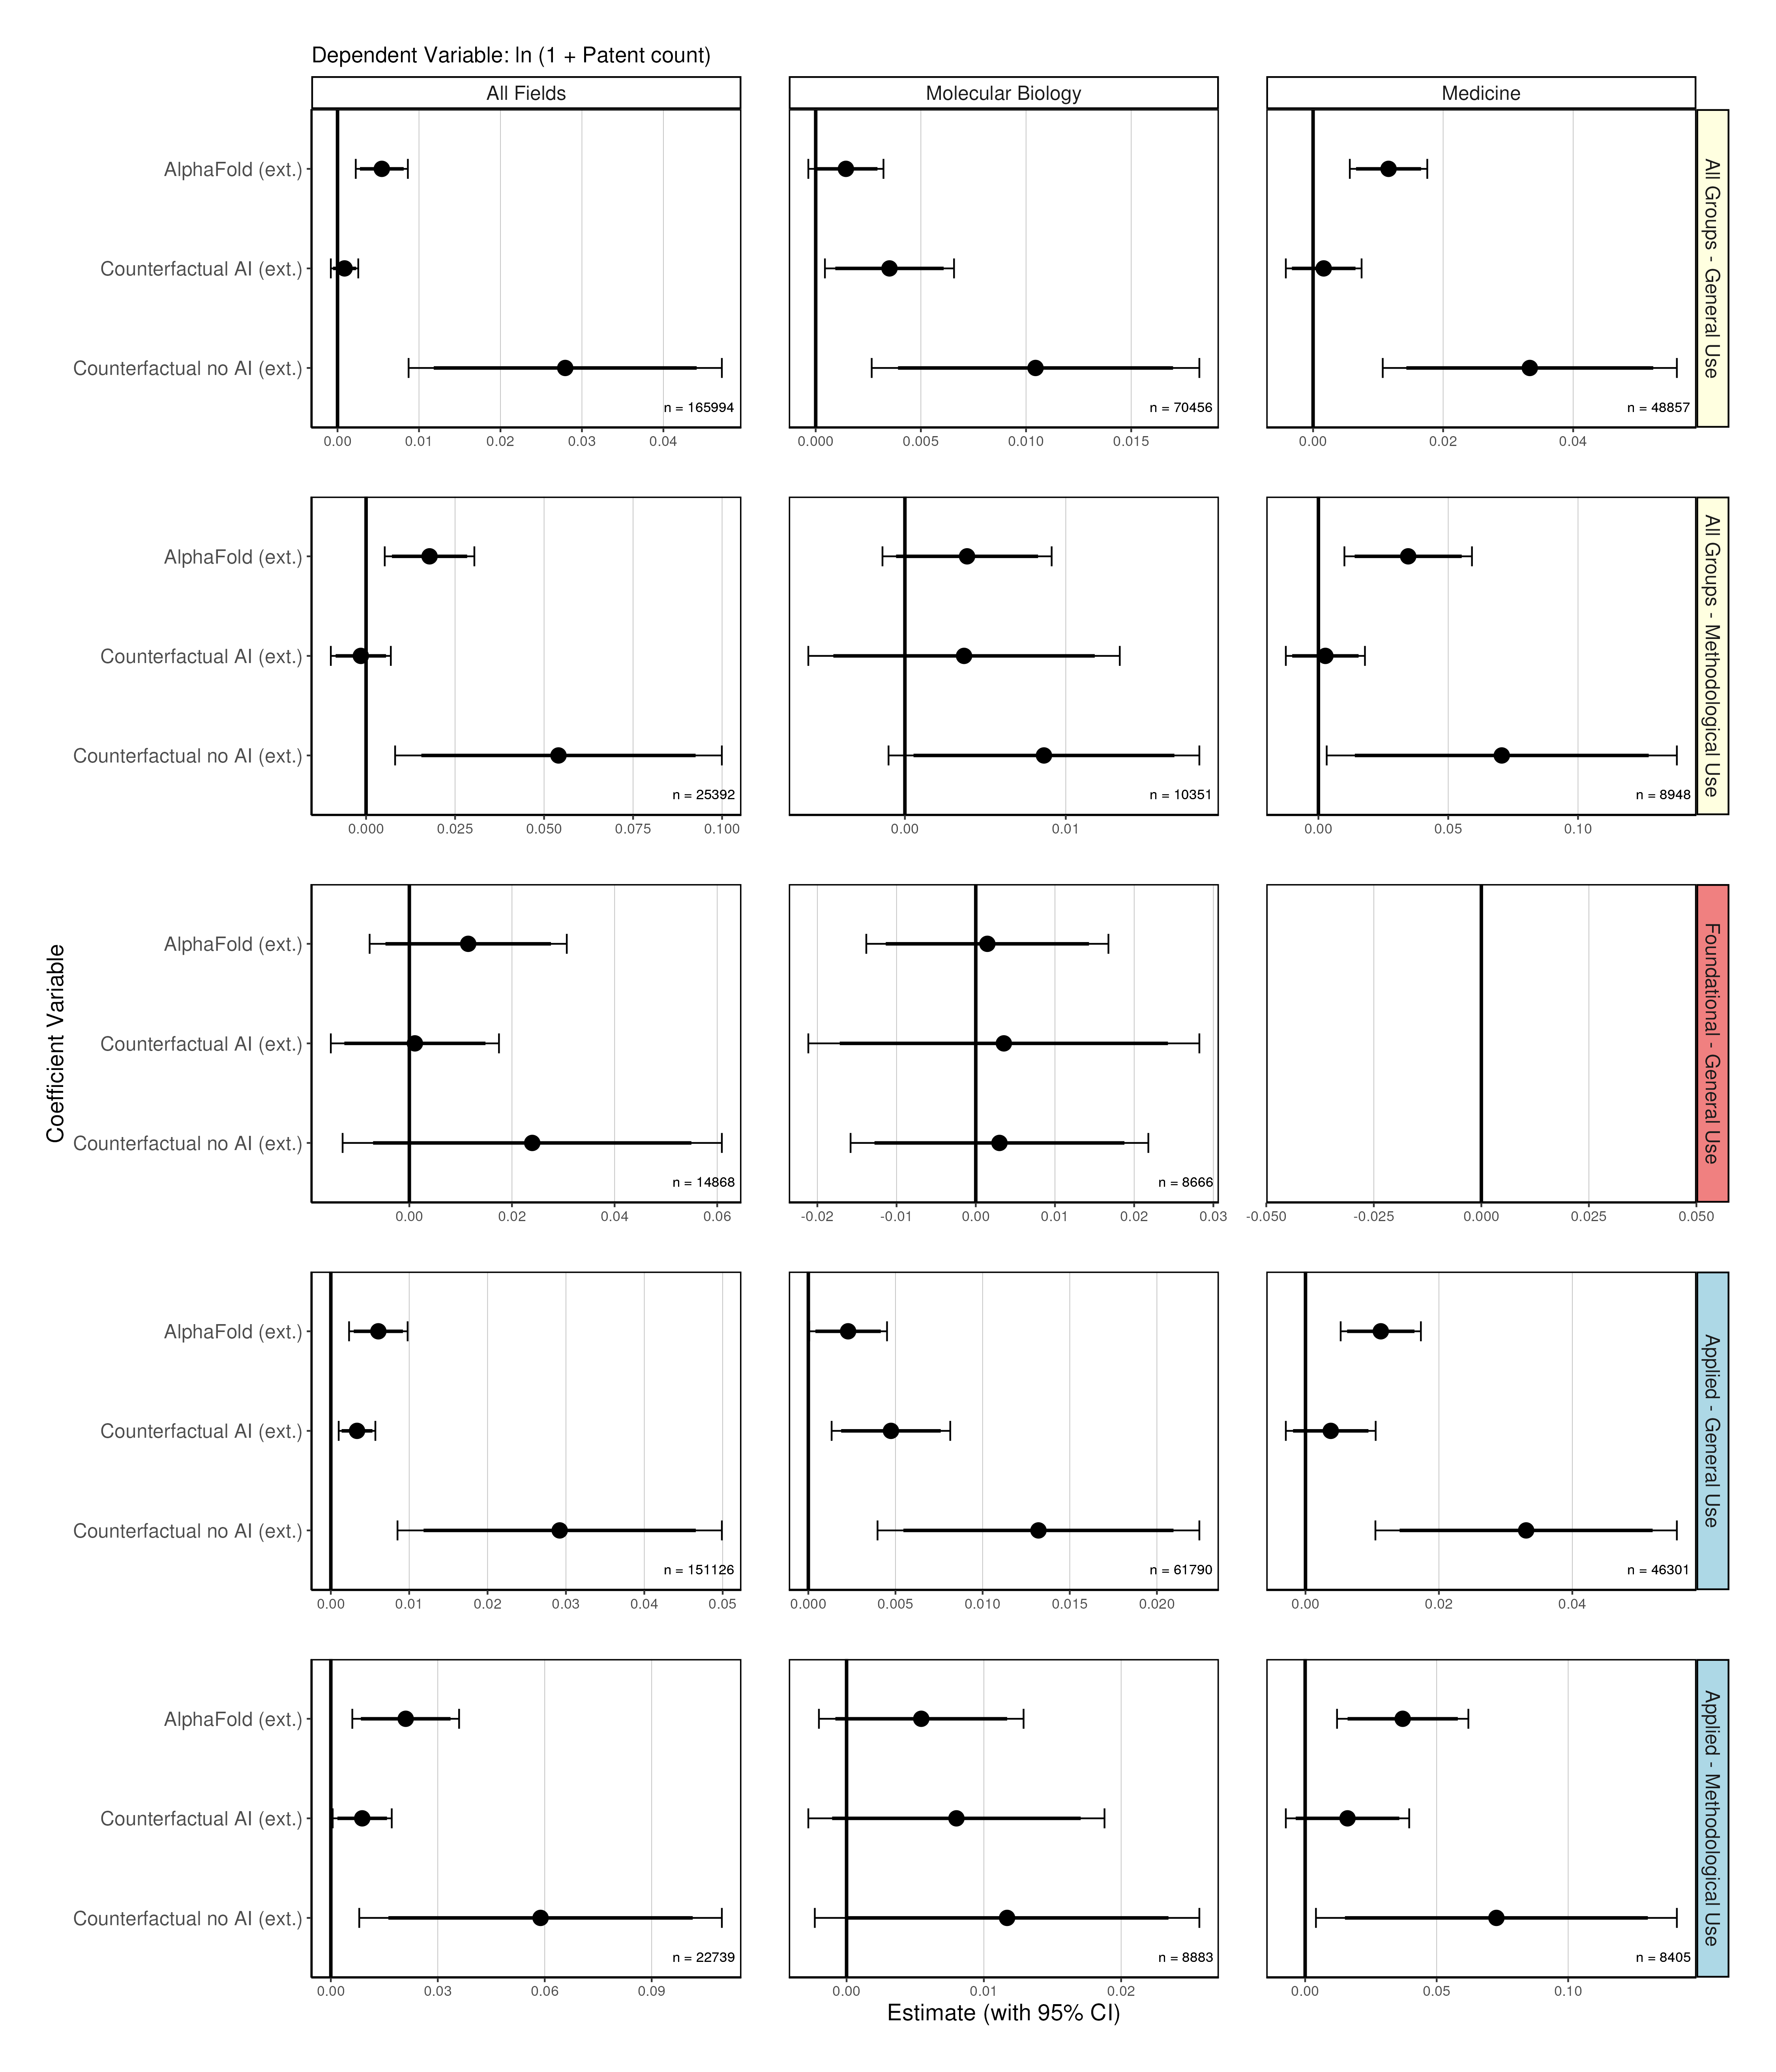 Dependent Variable: ln (1 + Patent count)
All Fields
Molecular Biology
Medicine
AlphaFold (ext.)
Counterfactual AI (ext.)
Counterfactual no AI (ext.)
n = 165994
n = 70456
n = 48857
0.00 0.01 0.02 0.03 0.04
0.000 0.005 0.010 0.015
0.00 0.02 0.04
All Groups - General Use
AlphaFold (ext.)
Counterfactual AI (ext.)
Counterfactual no AI (ext.)
n = 25392
n = 10351
n = 8948
0.000 0.025 0.050 0.075 0.100
0.00 0.01
0.00 0.05 0.10
All Groups - Methodological Use
Coefficient Variable
AlphaFold (ext.)
Counterfactual AI (ext.)
Counterfactual no AI (ext.)
n = 14868
n = 8666
0.00 0.02 0.04 0.06
-0.02 -0.01 0.00 0.01 0.02 0.03
-0.050 -0.025 0.000 0.025 0.050
Foundational - General Use
AlphaFold (ext.)
Counterfactual AI (ext.)
Counterfactual no AI (ext.)
n = 151126
n = 61790
n = 46301
0.00 0.01 0.02 0.03 0.04 0.05
0.000 0.005 0.010 0.015 0.020
0.00 0.02 0.04
Applied - General Use
AlphaFold (ext.)
Counterfactual AI (ext.)
Counterfactual no AI (ext.)
n = 22739
n = 8883
n = 8405
0.00 0.03 0.06 0.09
0.00 0.01 0.02
0.00 0.05 0.10
Applied - Methodological Use
Estimate (with 95% CI)